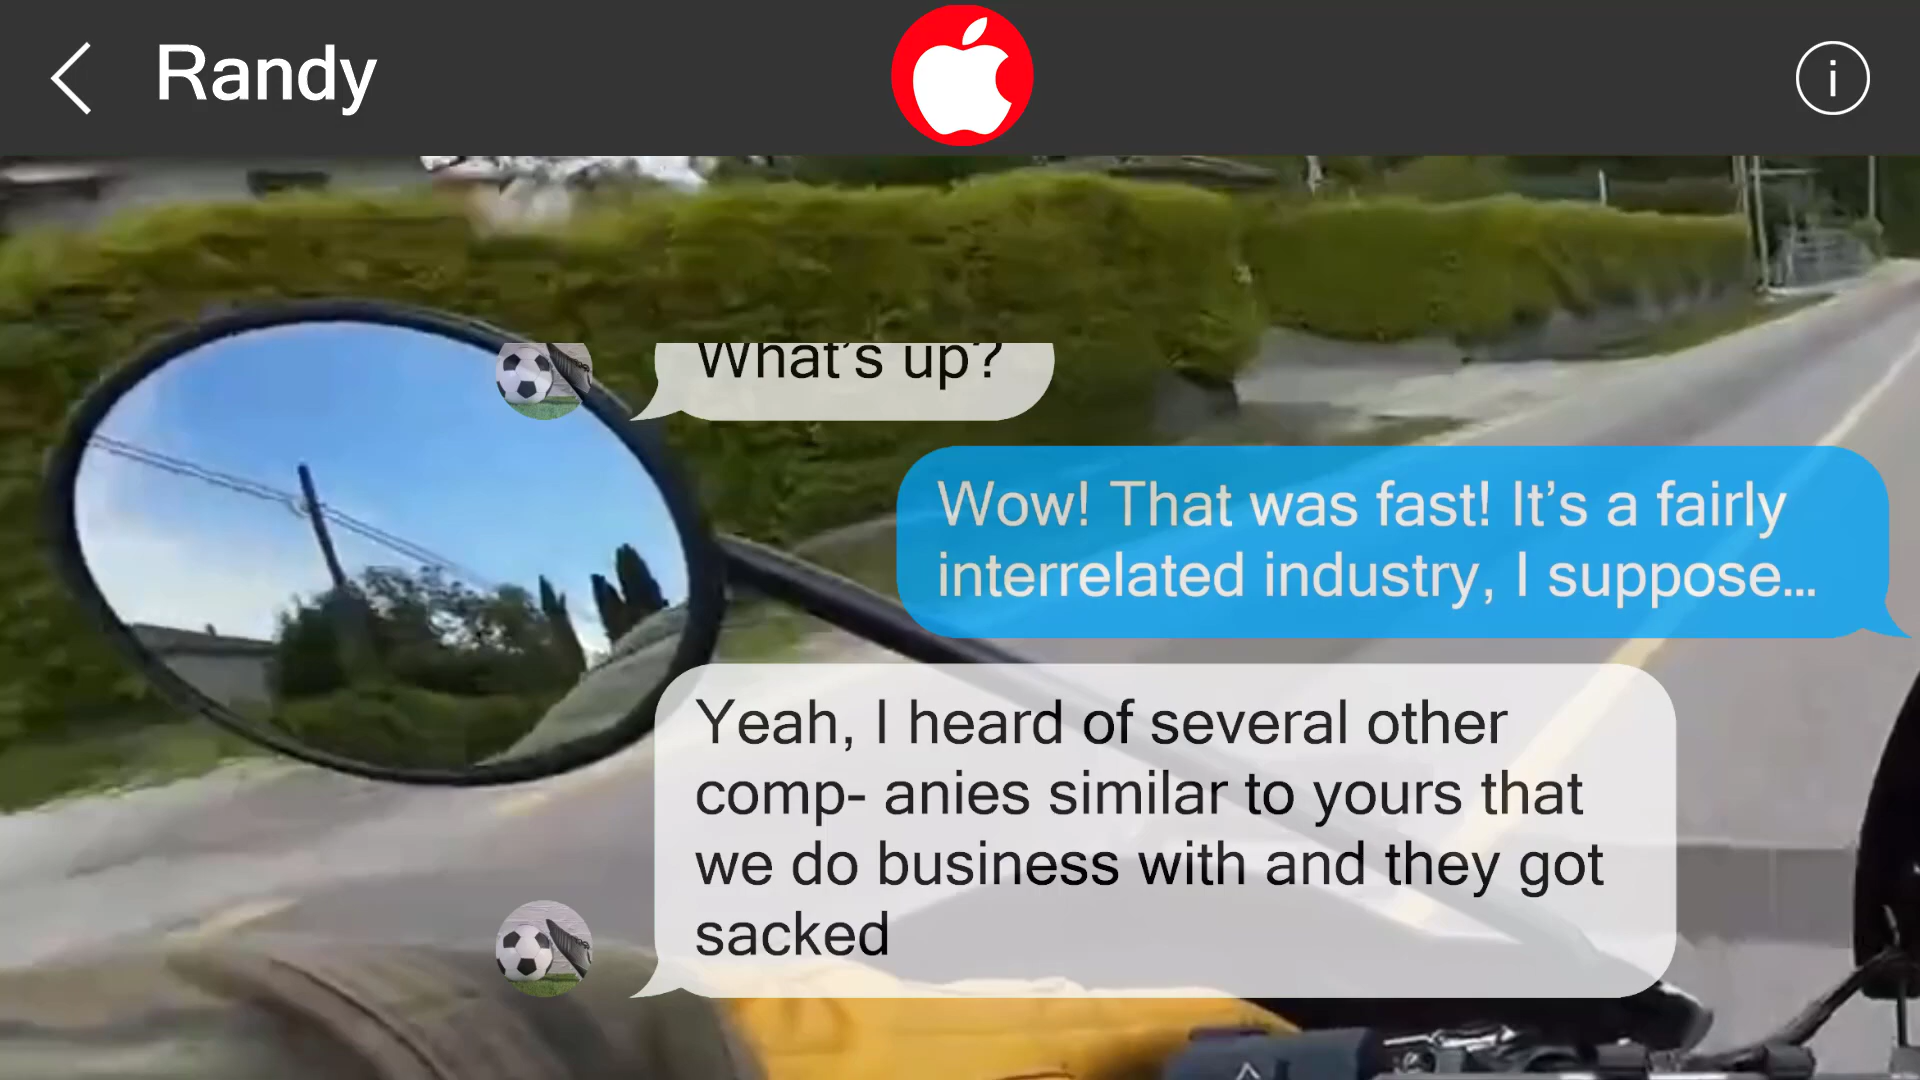 Randy
What's up?
Wow! That was fast! It’s a fairly
interrelated industry, I suppose...
Yeah, I heard of several other
comp- anies similar to yours that
we do business with and they got
sacked